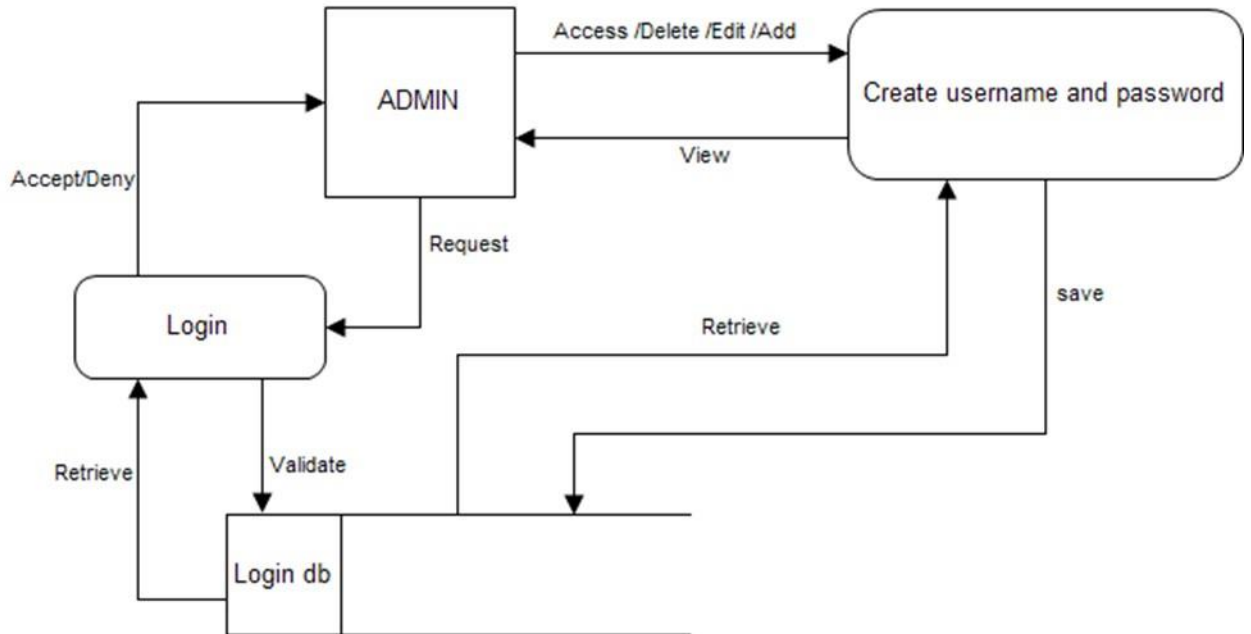 Access /Delete /Edit /Add
ADMIN
Create username and password
View
Accept/Deny
Request
save
Login
Retrieve
Retrieve
Validate
Login db